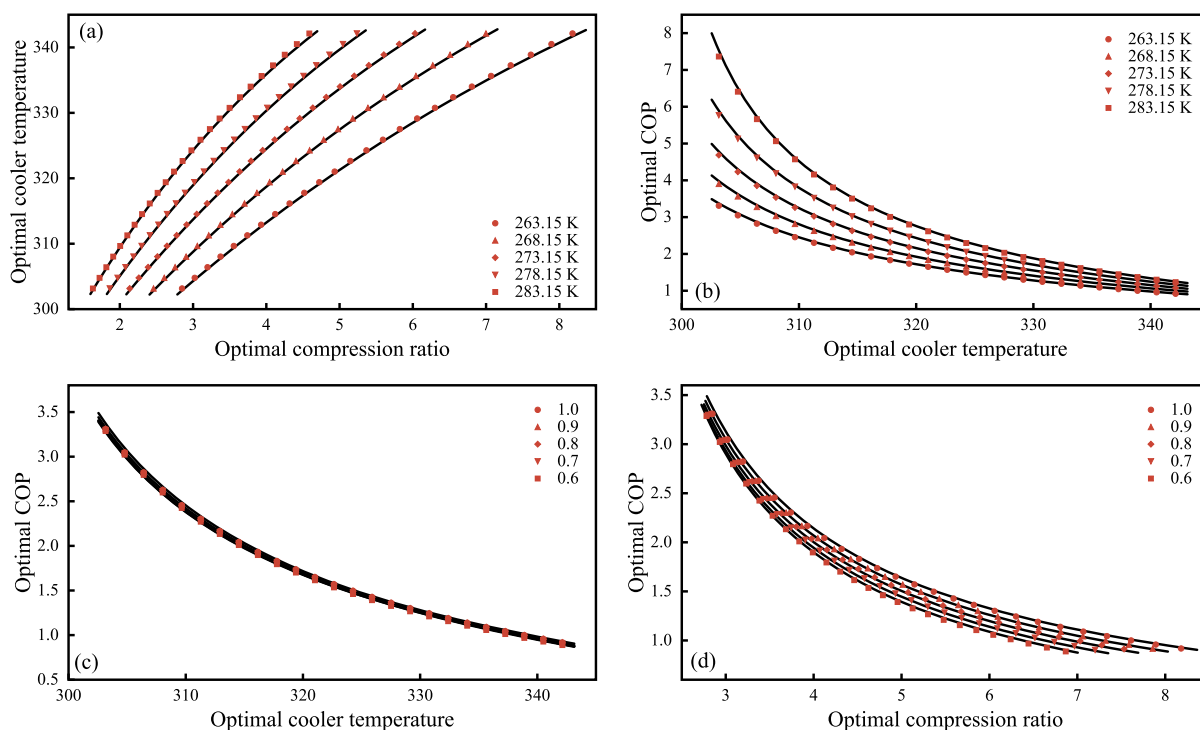 (a)
Optimal cooler temperature
340
330
320
310
300
263.15 K
268.15 K
273.15 K
278.15 K
283.15 K
2 3 4 5 6 7 8
Optimal compression ratio
(b)
Optimal COP
8
7
6
5
4
3
2
1
263.15 K
268.15 K
273.15 K
278.15 K
283.15 K
300 310 320 330 340
Optimal cooler temperature
(c)
Optimal COP
3.5
3.0
2.5
2.0
1.5
1.0
0.5
1.0
0.9
0.8
0.7
0.6
300 310 320 330 340
Optimal cooler temperature
(d)
Optimal COP
3.5
3.0
2.5
2.0
1.5
1.0
1.0
0.9
0.8
0.7
0.6
3 4 5 6 7 8
Optimal compression ratio